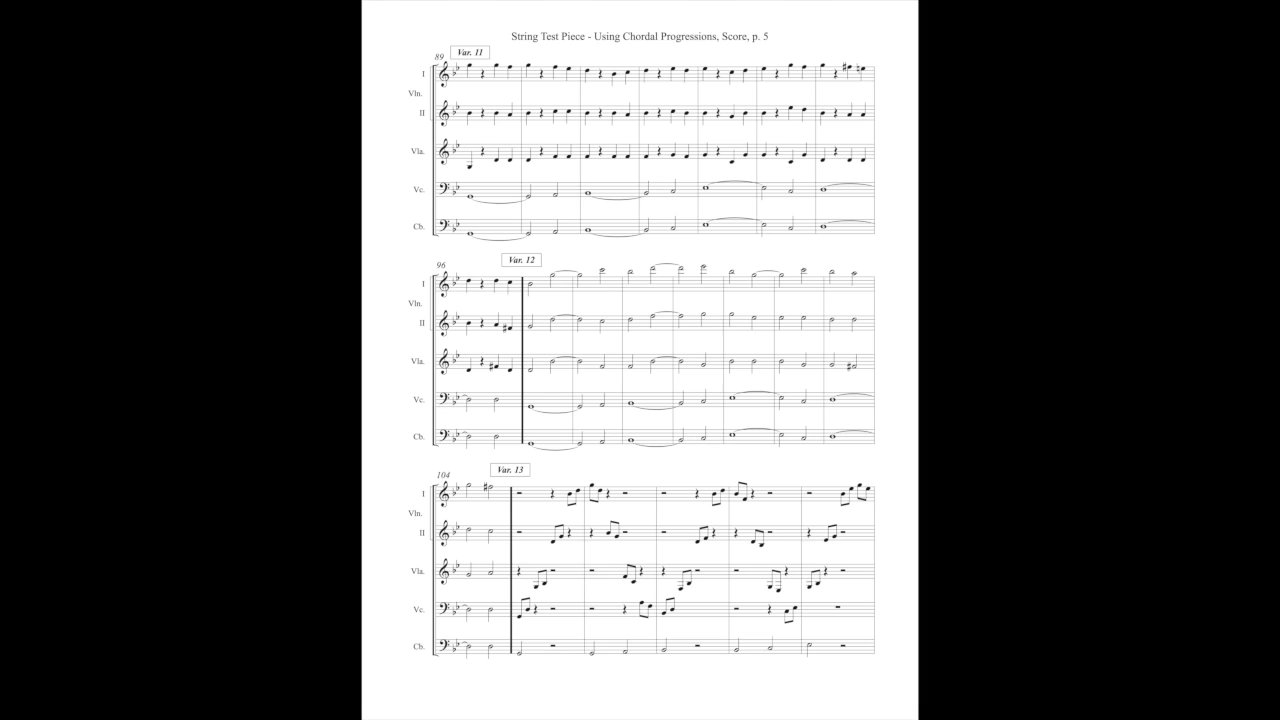 String Test Piece - Using Chordal Progressions, Score, p. 5
89 Var. 11
I
Vln.
II
Vla.
Vc.
Cb.
96 Var. 12
I
Vln.
II
Vla.
Vc.
Cb.
104 Var. 13
I
Vln.
II
Vla.
Vc.
Cb.